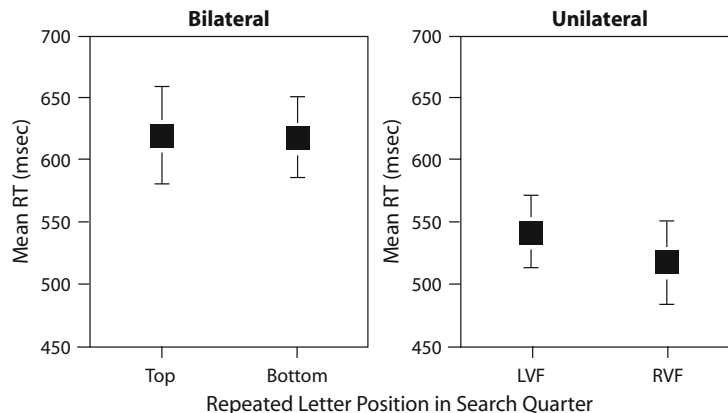 Bilateral
Unilateral
700
650
600
550
500
450
Mean RT (msec)
Top
Bottom
700
650
600
550
500
450
Mean RT (msec)
LVF
RVF
Repeated Letter Position in Search Quarter